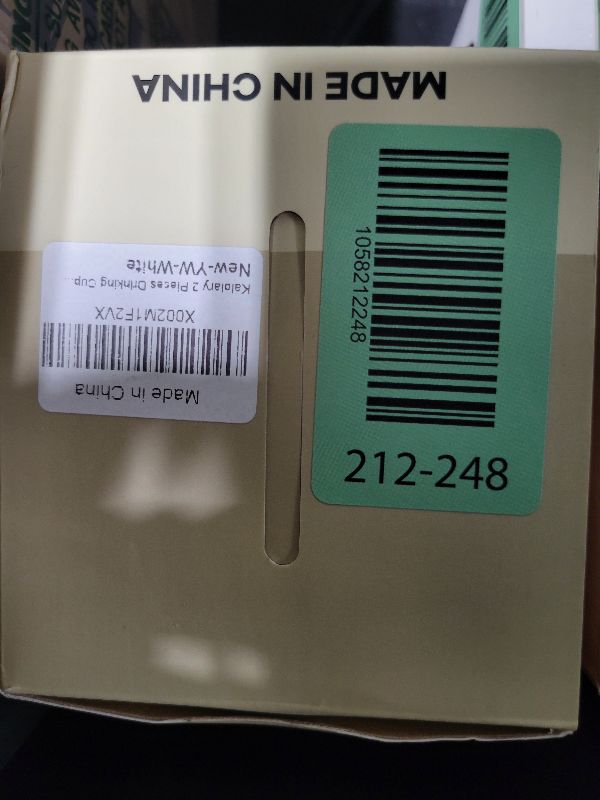 MADE IN CHINA
1058212248
212-248
New-YW-White
Kalolary 2 Pieces Drinking Cup...
X002M1F2VX
Made in China